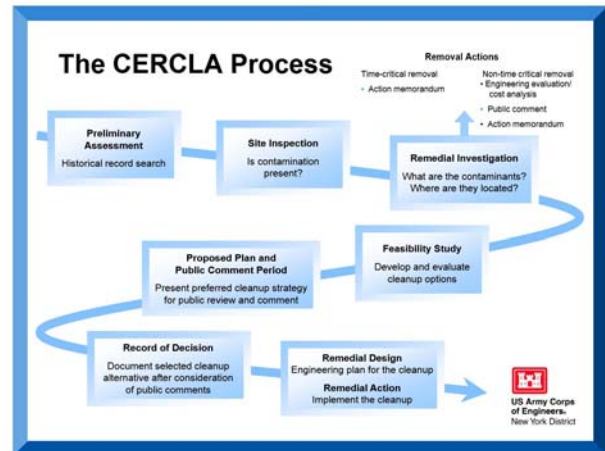 The CERCLA Process
Removal Actions
Time-critical removal
• Action memorandum
Non-time critical removal
• Engineering evaluation/
cost analysis
• Public comment
• Action memorandum
Preliminary
Assessment
Historical record search
Site Inspection
Is contamination
present?
Remedial Investigation
What are the contaminants?
Where are they located?
Feasibility Study
Develop and evaluate
cleanup options
Proposed Plan and
Public Comment Period
Present preferred cleanup strategy
for public review and comment
Record of Decision
Document selected cleanup
alternative after consideration
of public comments
Remedial Design
Engineering plan for the cleanup
Remedial Action
Implement the cleanup
US Army Corps
of Engineers®
New York District